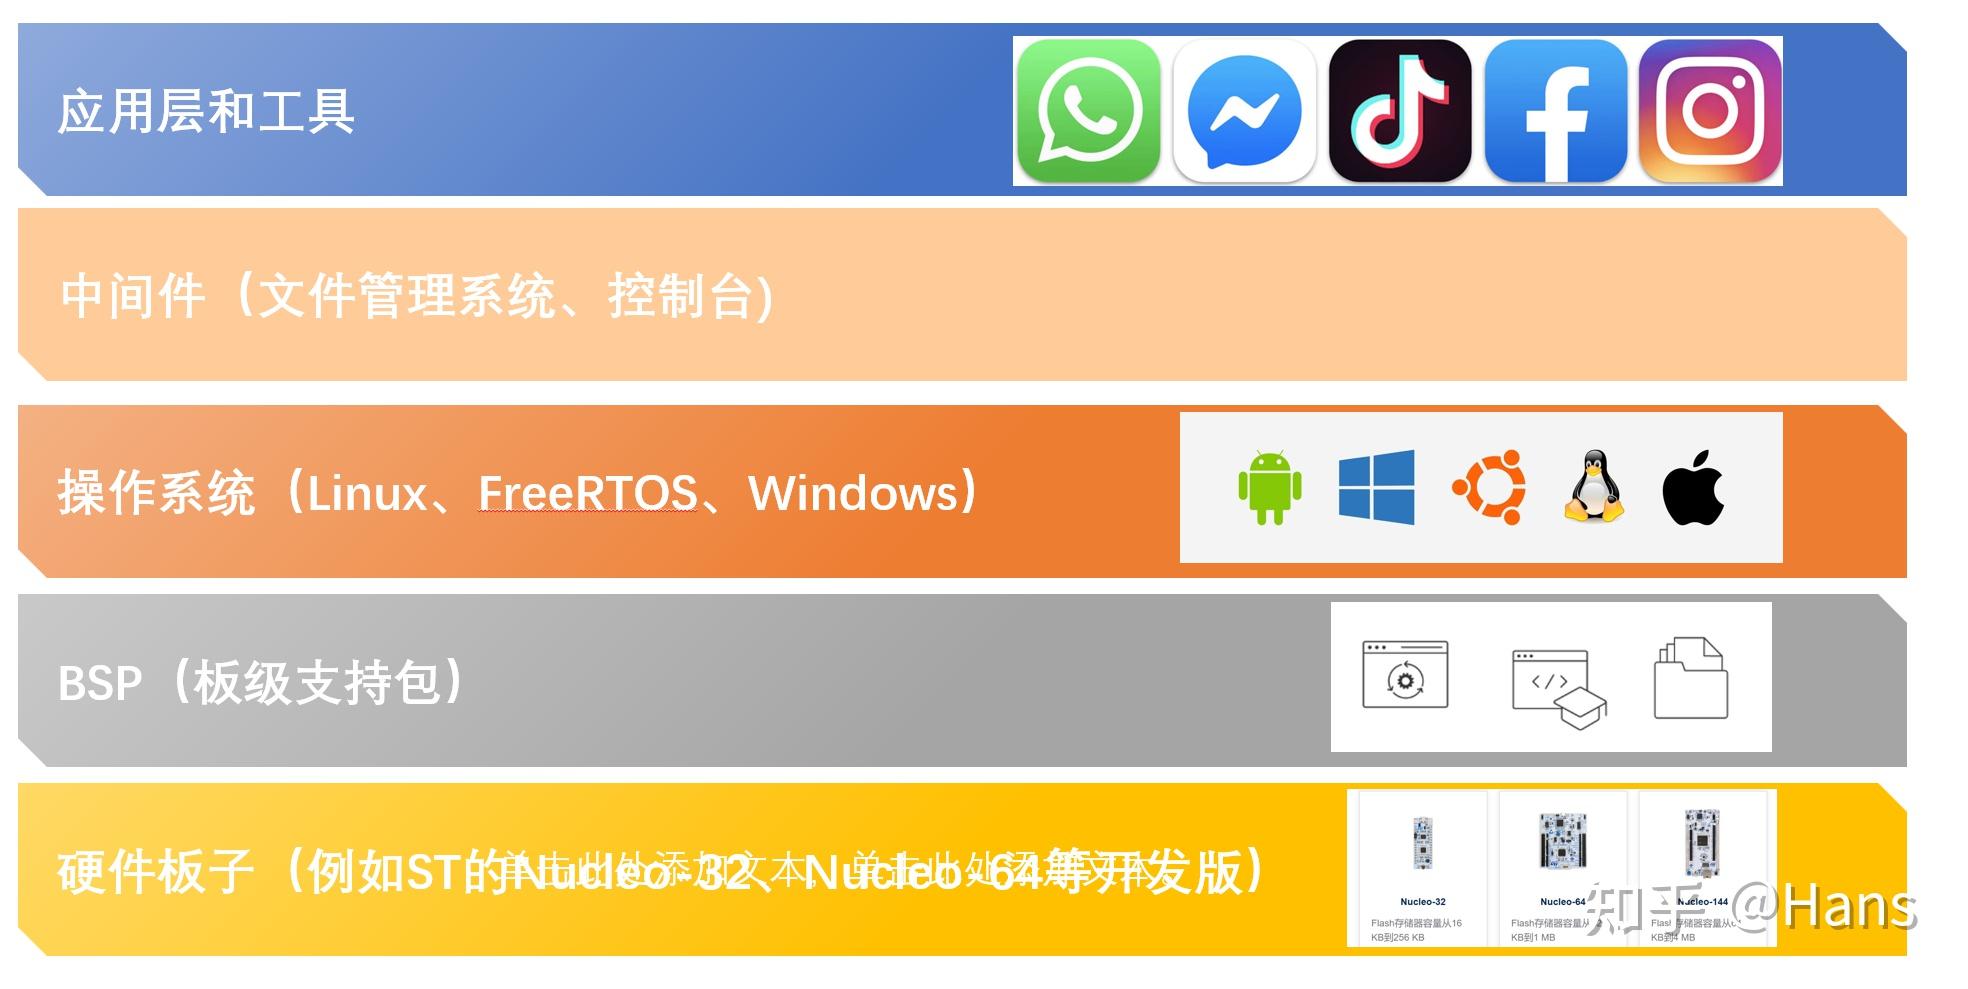 应用层和工具
中间件（文件管理系统、控制台)
操作系统（Linux、FreeRTOS、Windows）
BSP（板级支持包）
硬件板子（例如ST的Nucleo-32、Nucleo-64等开发版）
单击此处添加文本，单击此处添加文本
Nucleo-32
Flash存储器容量从16
KB到256 KB
Nucleo-64
Flash存储器容量从
KB到1 MB
Nucleo-144
Flash存储器容量从
KB到4 MB
知乎 @Hans